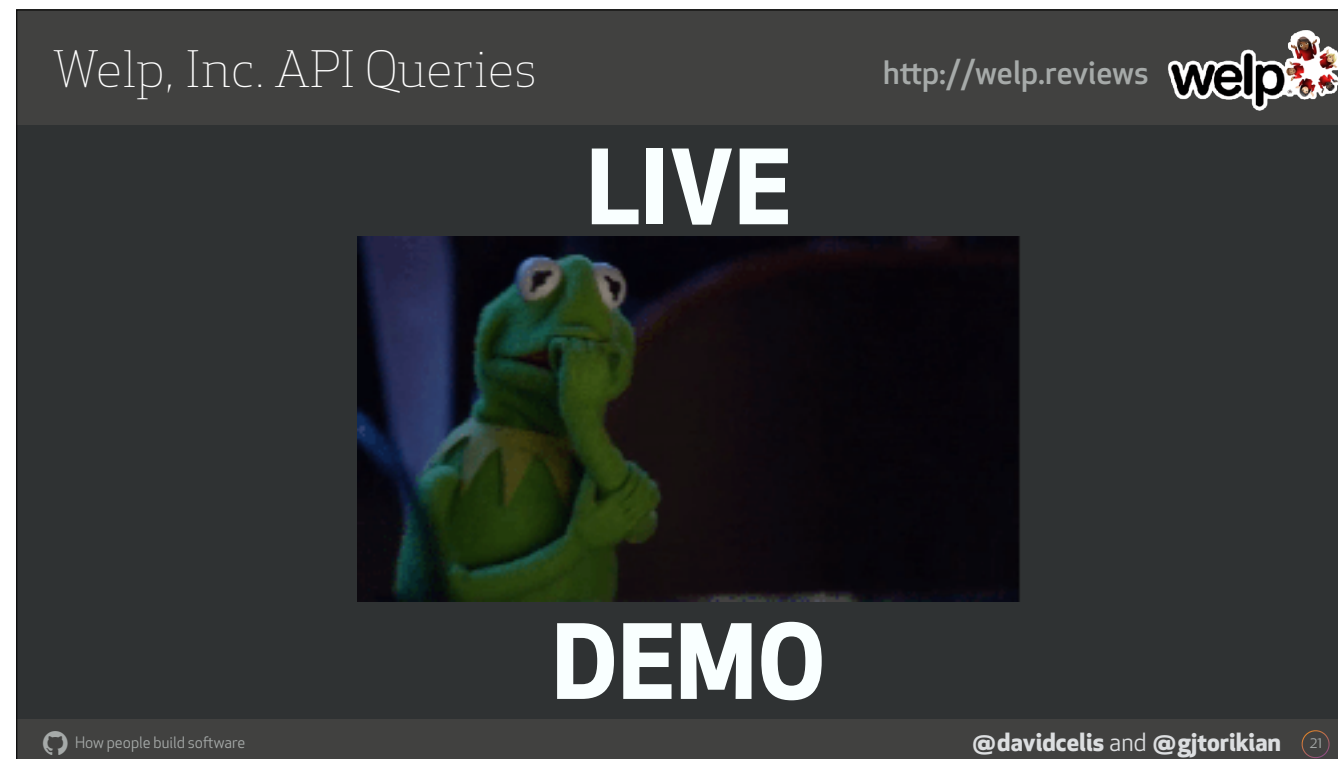 Welp, Inc. API Queries
http://welp.reviews
welp
LIVE
DEMO
How people build software
@davidcelis and @gjtorikian
21